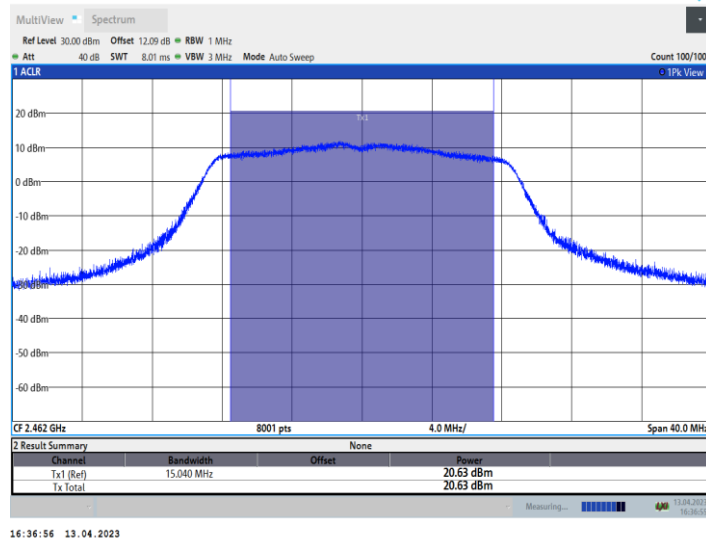 MultiView Spectrum
Ref Level 30.00 dBm Offset 12.09 dB RBW 1 MHz
Att 40 dB SWT 8.01 ms VBW 3 MHz Mode Auto Sweep Count 100/100
1 ACLR 1Pk View
Tx1
20 dBm
10 dBm
0 dBm
-10 dBm
-20 dBm
-40 dBm
-50 dBm
-60 dBm
CF 2.462 GHz 8001 pts 4.0 MHz/ Span 40.0 MHz
2 Result Summary None
Channel Bandwidth Offset Power
Tx1 (Ref) 15.040 MHz 20.63 dBm
Tx Total 20.63 dBm
Measuring... 13.04.2023
16:36:55
16:36:56 13.04.2023